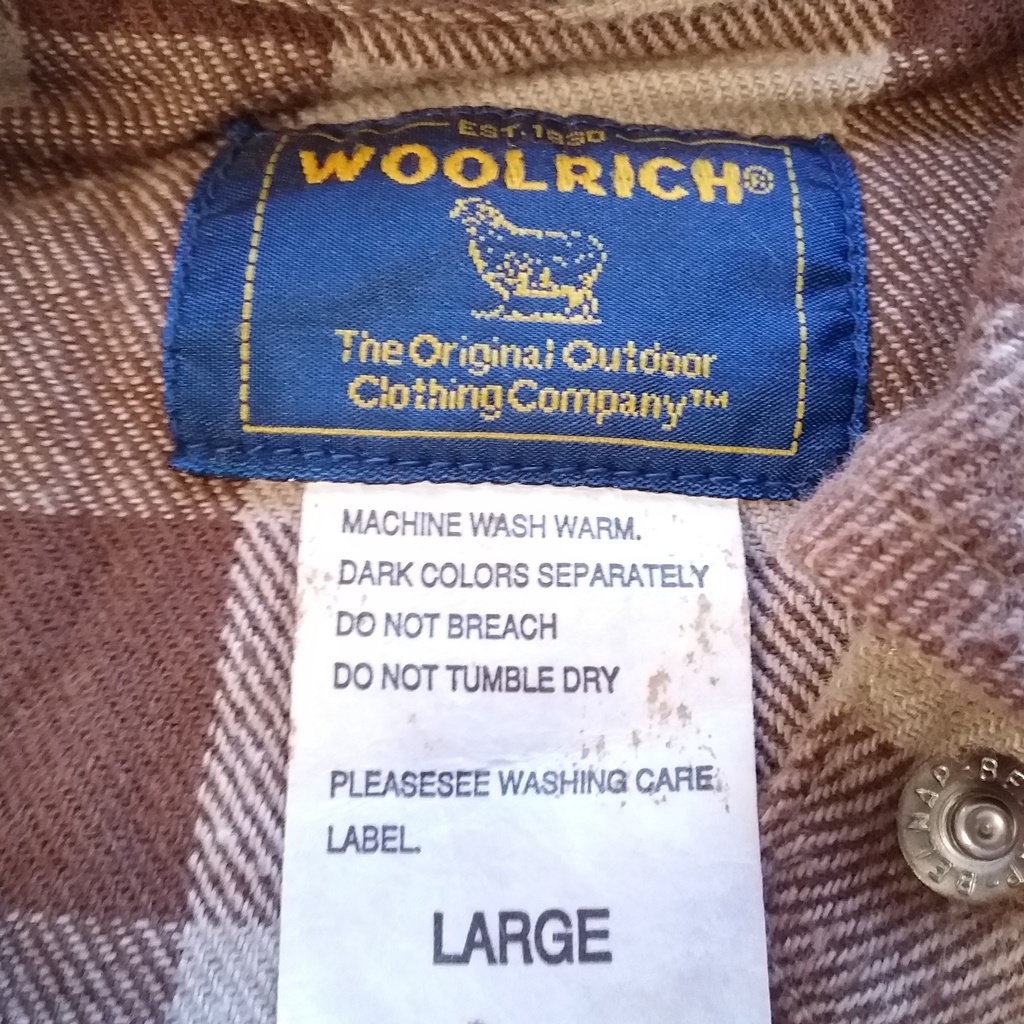 EST. 1830
WOOLRICH®
The Original Outdoor
Clothing Company™
MACHINE WASH WARM.
DARK COLORS SEPARATELY
DO NOT BREACH
DO NOT TUMBLE DRY
PLEASESEE WASHING CARE
LABEL.
LARGE